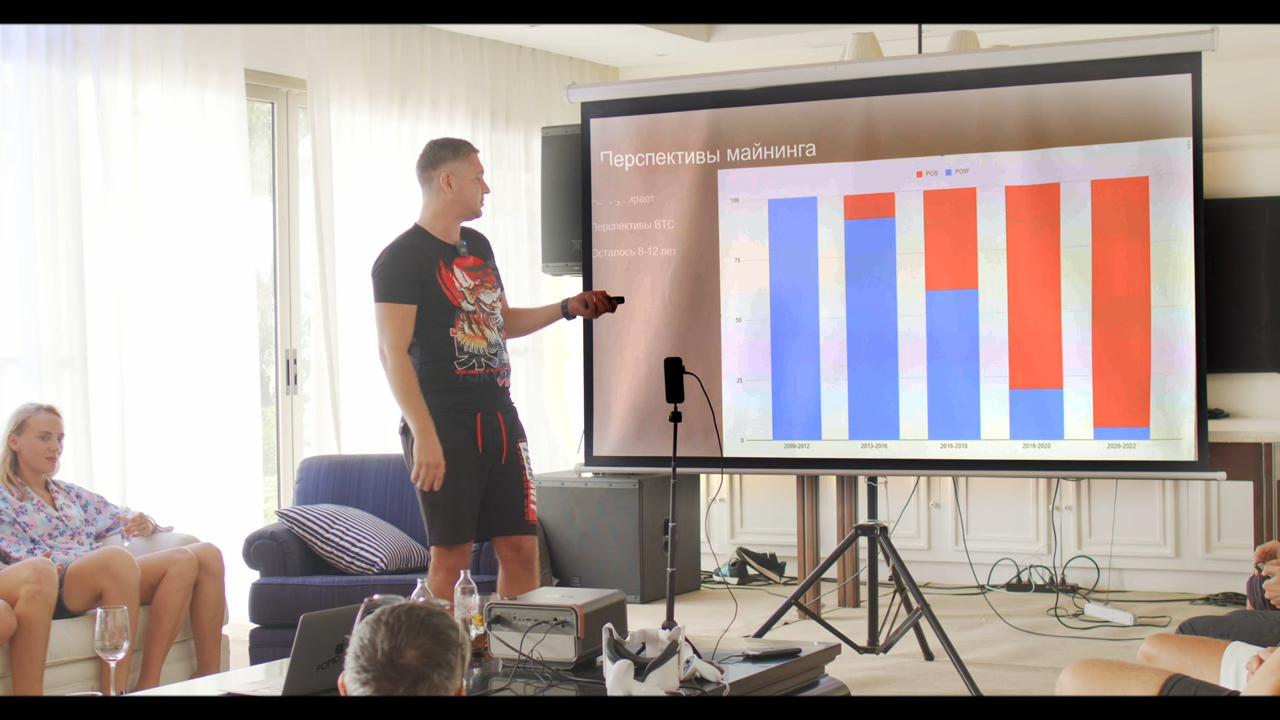 Перспективы майнинга
POS POW
Перспективы BTC
Осталось 8-12 лет
100
75
50
25
0
2009-2012 2013-2016 2016-2018 2018-2020 2020-2022